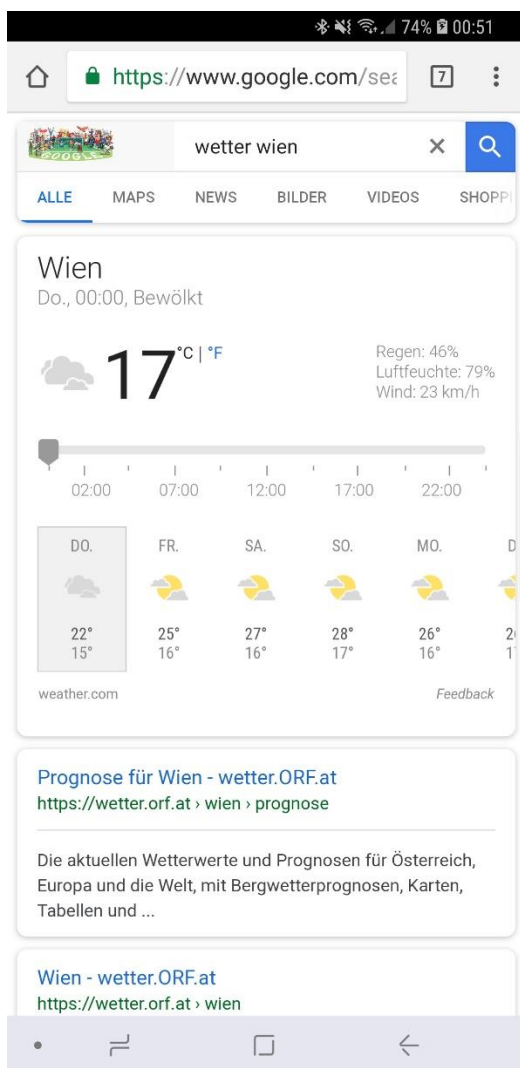 74% 00:51
https://www.google.com/sea 7
GOOGLE wetter wien
ALLE MAPS NEWS BILDER VIDEOS SHOPPI
Wien
Do., 00:00, Bewölkt
17 °C | °F
Regen: 46%
Luftfeuchte: 79%
Wind: 23 km/h
02:00 07:00 12:00 17:00 22:00
DO. FR. SA. SO. MO. D
22° 25° 27° 28° 26° 2
15° 16° 16° 17° 16° 1
weather.com Feedback
Prognose für Wien - wetter.ORF.at
https://wetter.orf.at › wien › prognose
Die aktuellen Wetterwerte und Prognosen für Österreich,
Europa und die Welt, mit Bergwetterprognosen, Karten,
Tabellen und ...
Wien - wetter.ORF.at
https://wetter.orf.at › wien